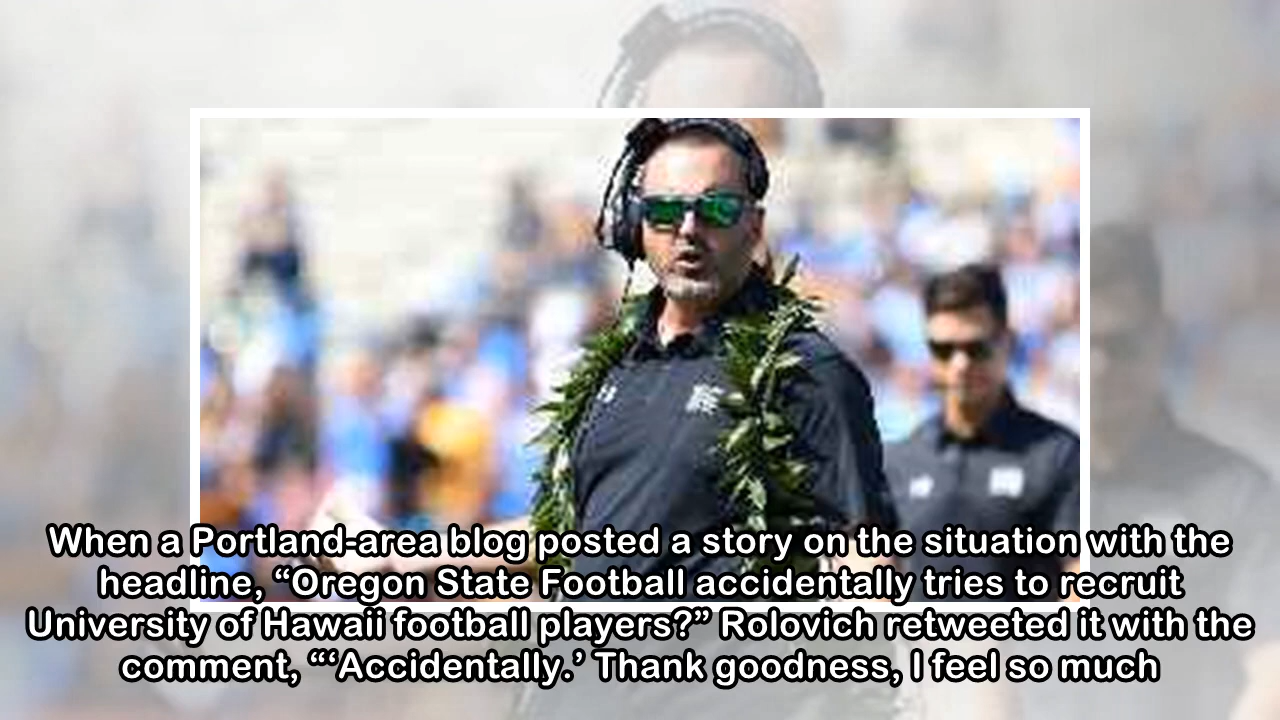 When a Portland-area blog posted a story on the situation with the
headline, “Oregon State Football accidentally tries to recruit
University of Hawaii football players?” Rolovich retweeted it with the
comment, “‘Accidentally.’ Thank goodness, I feel so much